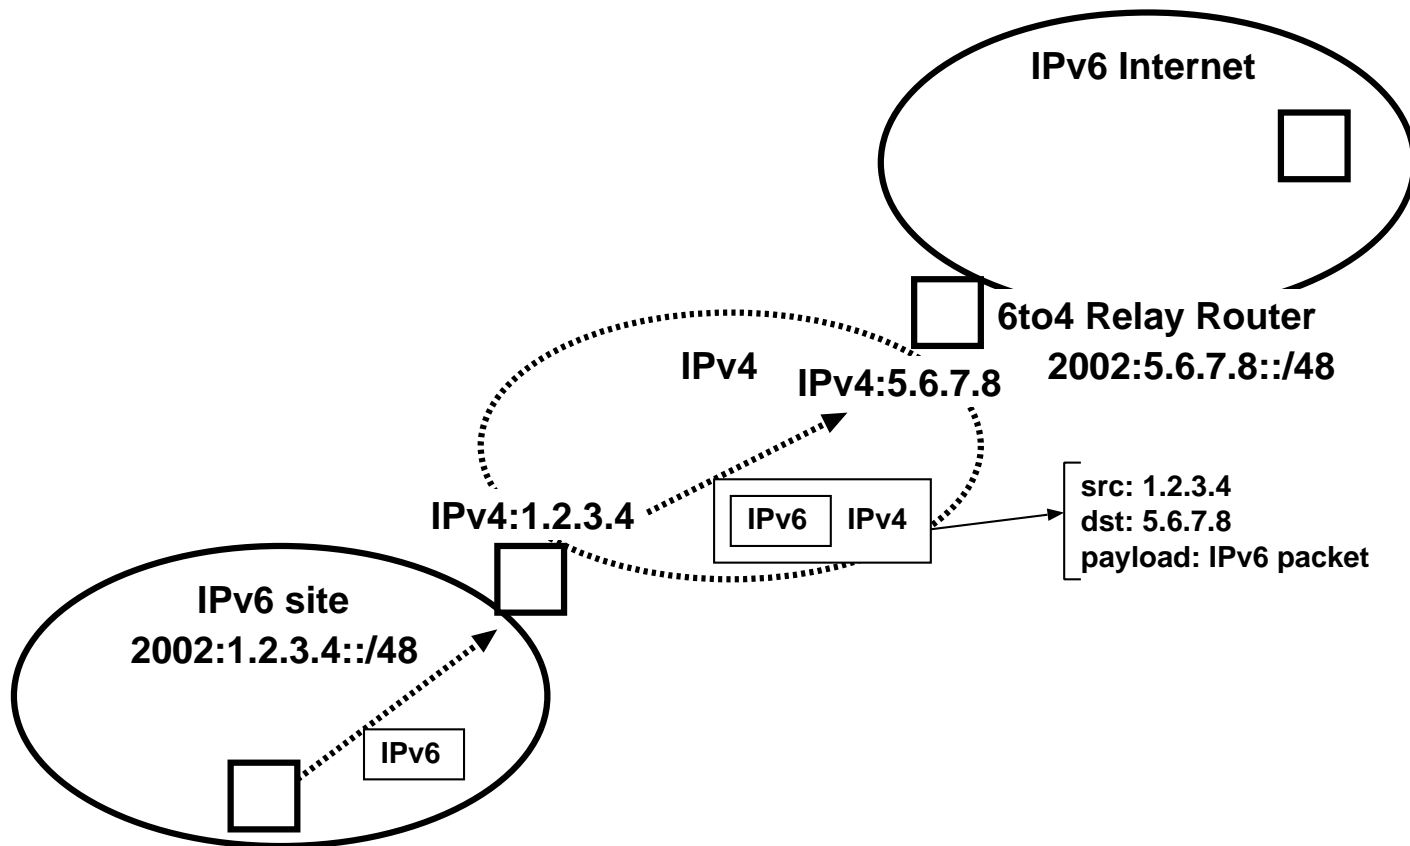 IPv6 Internet
6to4 Relay Router
2002:5.6.7.8::/48
IPv4
IPv4:5.6.7.8
IPv4:1.2.3.4
IPv6 IPv4
src: 1.2.3.4
dst: 5.6.7.8
payload: IPv6 packet
IPv6 site
2002:1.2.3.4::/48
IPv6